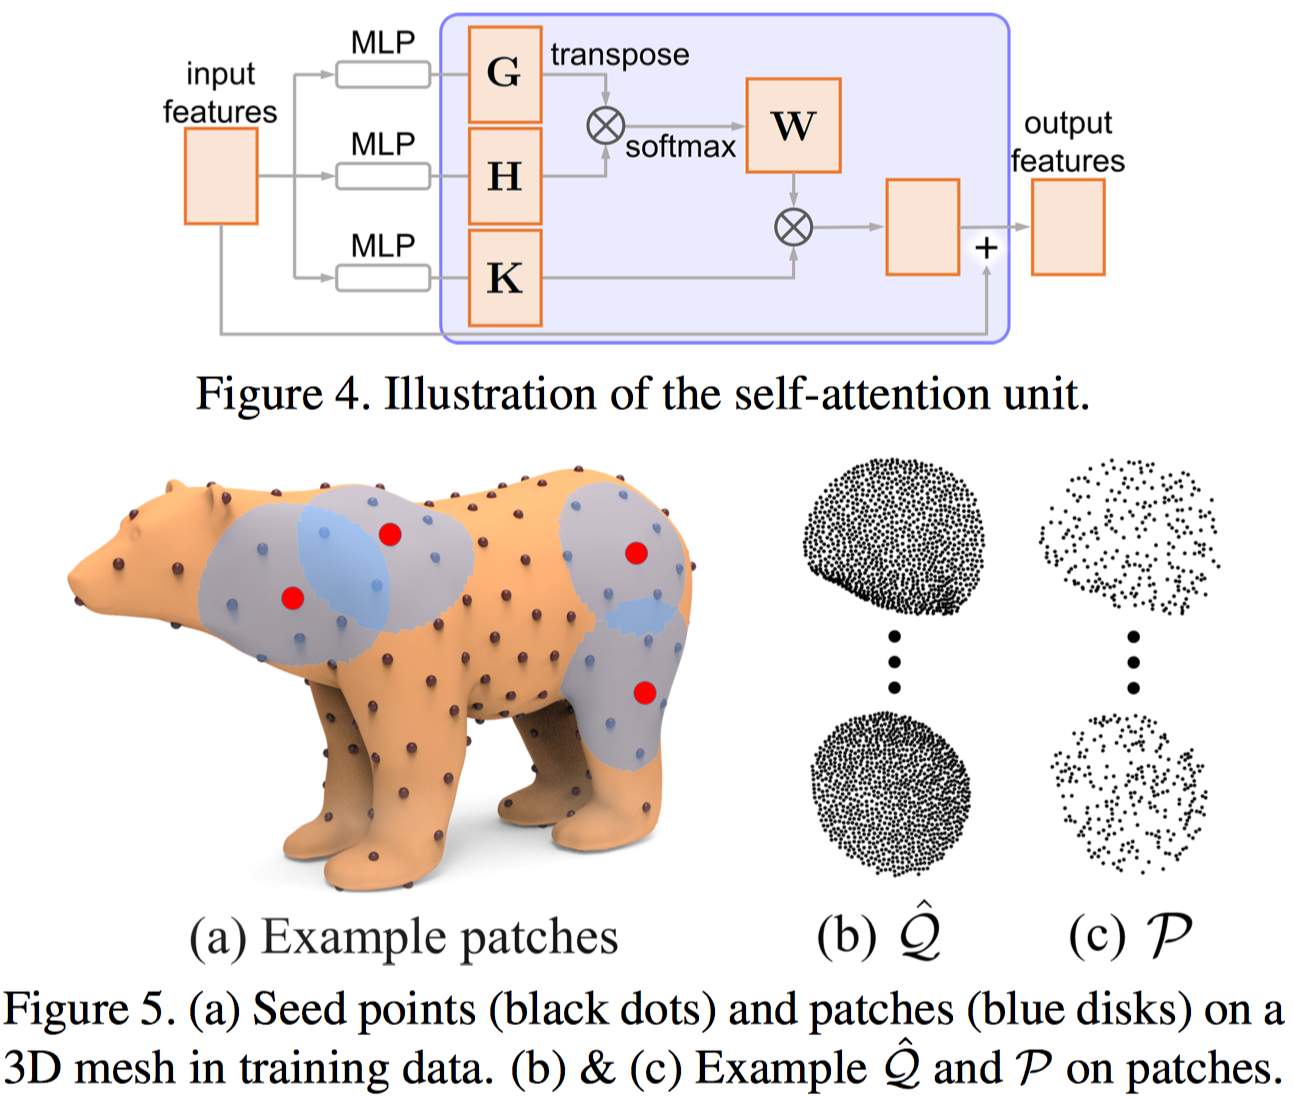 MLP
input
features
G
transpose
MLP
H
softmax
W
output
features
MLP
K
+
Figure 4. Illustration of the self-attention unit.
(a) Example patches
(b) Q̂
(c) 𝒫
Figure 5. (a) Seed points (black dots) and patches (blue disks) on a
3D mesh in training data. (b) & (c) Example Q̂ and 𝒫 on patches.